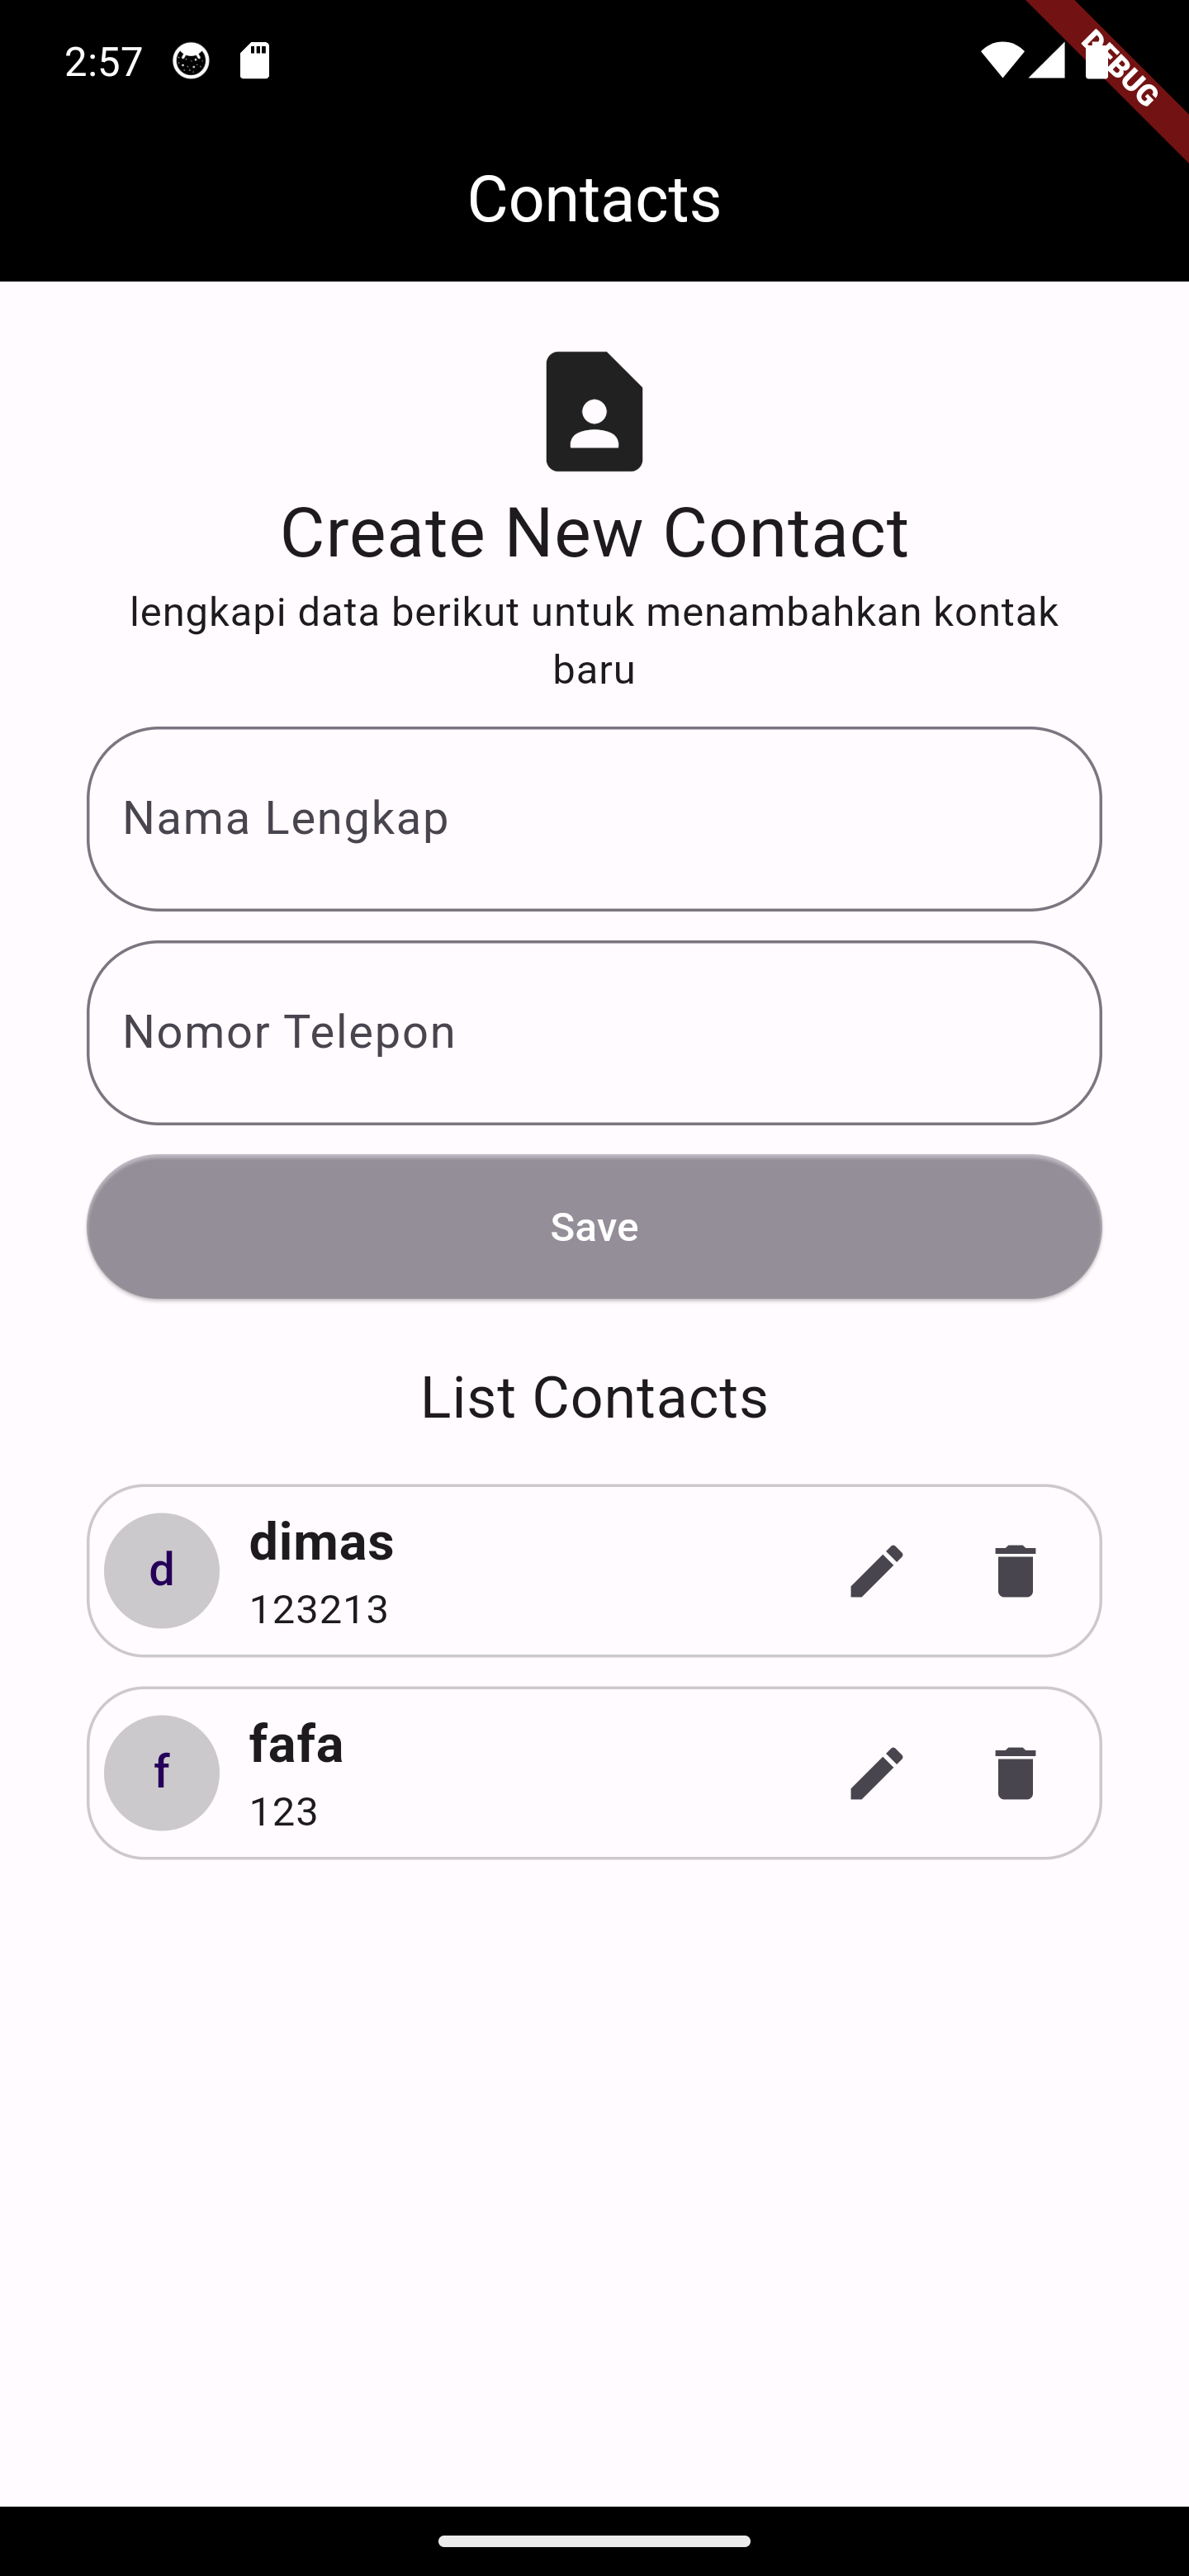 2:57
DEBUG
Contacts
Create New Contact
lengkapi data berikut untuk menambahkan kontak
baru
Nama Lengkap
Nomor Telepon
Save
List Contacts
d
dimas
123213
f
fafa
123